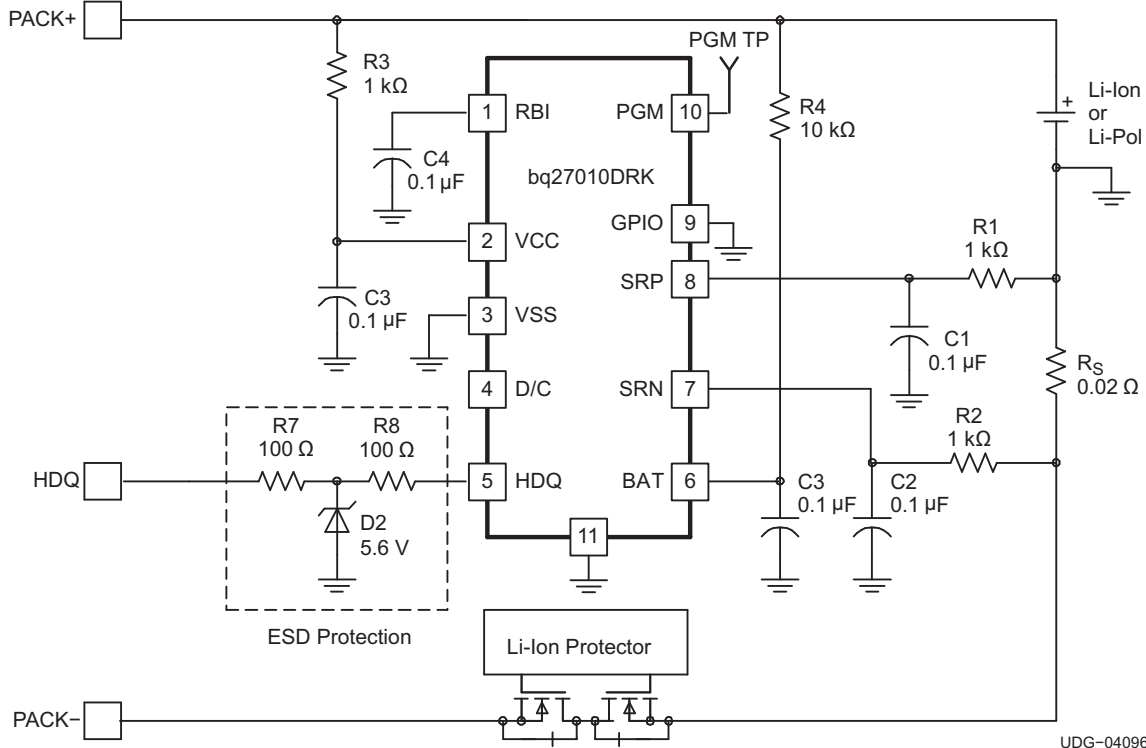 PACK+
PGM TP
R3
1 kΩ
R4
10 kΩ
Li-Ion
or
Li-Pol
+
1
RBI
PGM
10
C4
0.1 µF
bq27010DRK
GPIO
9
R1
1 kΩ
2
VCC
SRP
8
C3
0.1 µF
3
VSS
C1
0.1 µF
RS
0.02 Ω
4
D/C
SRN
7
R7
100 Ω
R8
100 Ω
R2
1 kΩ
HDQ
5
HDQ
BAT
6
C3
0.1 µF
C2
0.1 µF
D2
5.6 V
11
ESD Protection
Li-Ion Protector
PACK−
UDG−04096